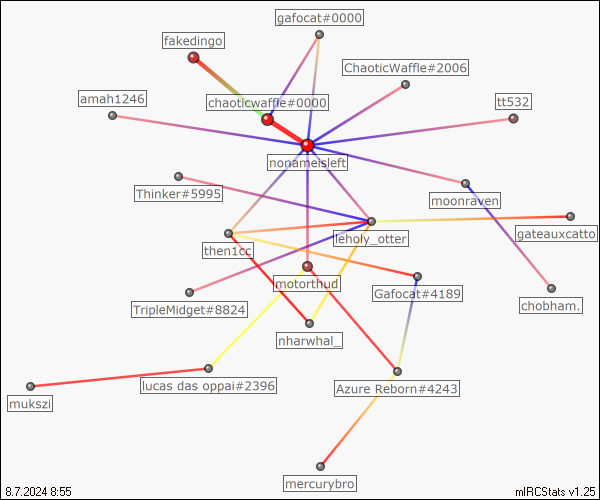 gafocat#0000
fakedingo
ChaoticWaffle#2006
amah1246
chaoticwaffle#0000
tt532
nonameisleft
Thinker#5995
moonraven
gateauxcatto
leholy_otter
then1cc
motorthud
Gafocat#4189
TripleMidget#8824
chobham.
nharwhal_
lucas das oppai#2396
Azure Reborn#4243
mukszi
mercurybro
8.7.2024 8:55
mIRCStats v1.25